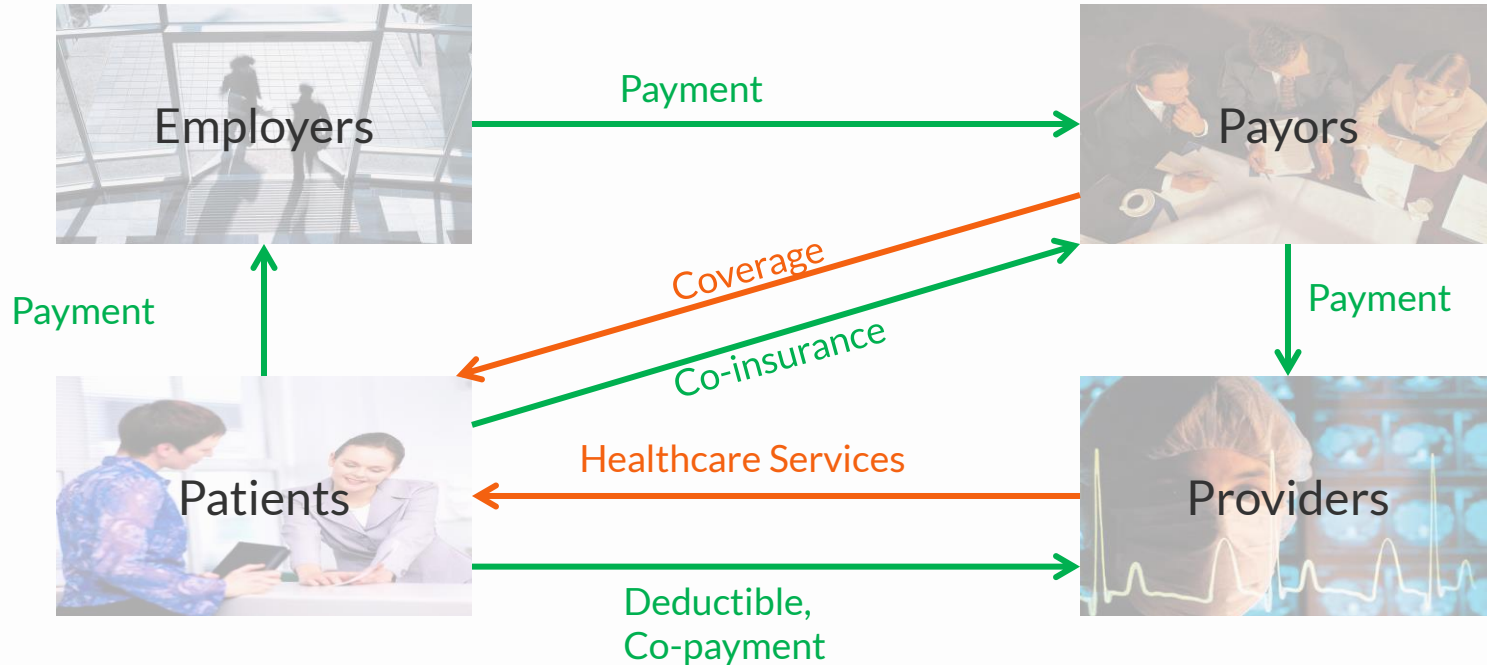 Payment
Employers
Payors
Coverage
Payment
Payment
Co-insurance
Healthcare Services
Patients
Providers
Deductible,
Co-payment